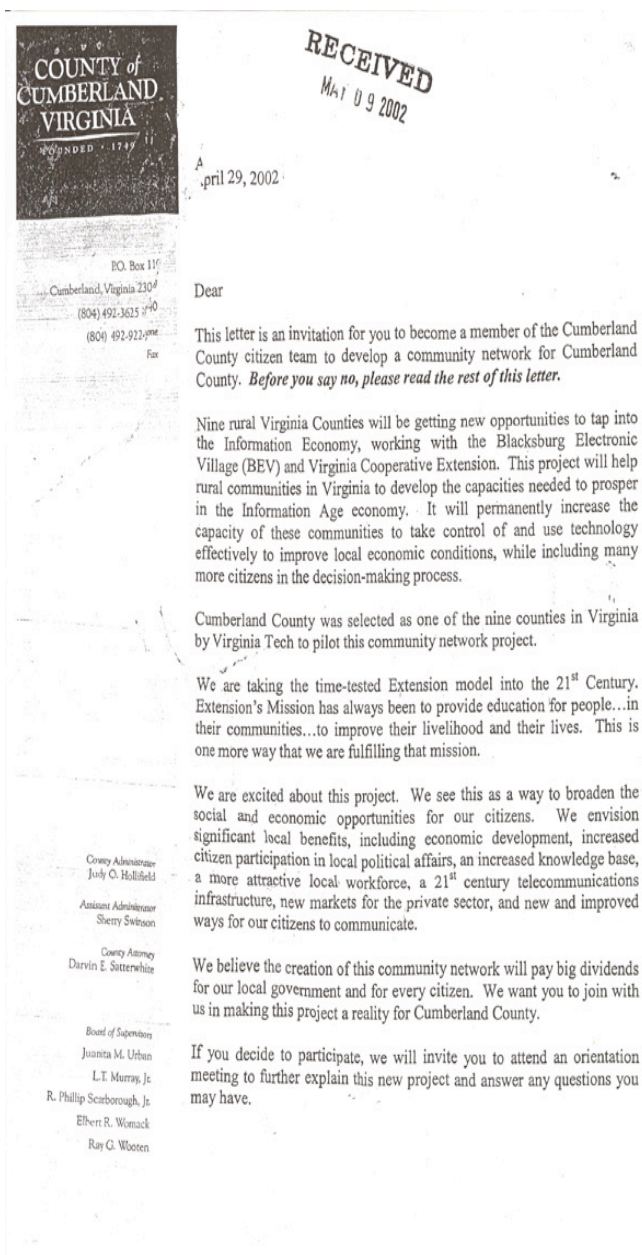 COUNTY of
CUMBERLAND
VIRGINIA
FOUNDED · 1749
RECEIVED
MAY 09 2002
A
pril 29, 2002
P.O. Box 110
Cumberland, Virginia 230
(804) 492-3625
(804) 492-922
Fax
Dear
This letter is an invitation for you to become a member of the Cumberland
County citizen team to develop a community network for Cumberland
County. Before you say no, please read the rest of this letter.
Nine rural Virginia Counties will be getting new opportunities to tap into
the Information Economy, working with the Blacksburg Electronic
Village (BEV) and Virginia Cooperative Extension. This project will help
rural communities in Virginia to develop the capacities needed to prosper
in the Information Age economy. It will permanently increase the
capacity of these communities to take control of and use technology
effectively to improve local economic conditions, while including many
more citizens in the decision-making process.
Cumberland County was selected as one of the nine counties in Virginia
by Virginia Tech to pilot this community network project.
We are taking the time-tested Extension model into the 21st Century.
Extension's Mission has always been to provide education for people...in
their communities...to improve their livelihood and their lives. This is
one more way that we are fulfilling that mission.
We are excited about this project. We see this as a way to broaden the
social and economic opportunities for our citizens. We envision
significant local benefits, including economic development, increased
citizen participation in local political affairs, an increased knowledge base,
a more attractive local workforce, a 21st century telecommunications
infrastructure, new markets for the private sector, and new and improved
ways for our citizens to communicate.
We believe the creation of this community network will pay big dividends
for our local government and for every citizen. We want you to join with
us in making this project a reality for Cumberland County.
If you decide to participate, we will invite you to attend an orientation
meeting to further explain this new project and answer any questions you
may have.
County Administrator
Judy O. Hollifield
Assistant Administrator
Sherry Swinson
County Attorney
Darvin E. Satterwhite
Board of Supervisors
Juanita M. Urban
L.T. Murray, Jr.
R. Phillip Scarborough, Jr.
Elbert R. Womack
Ray G. Wooten